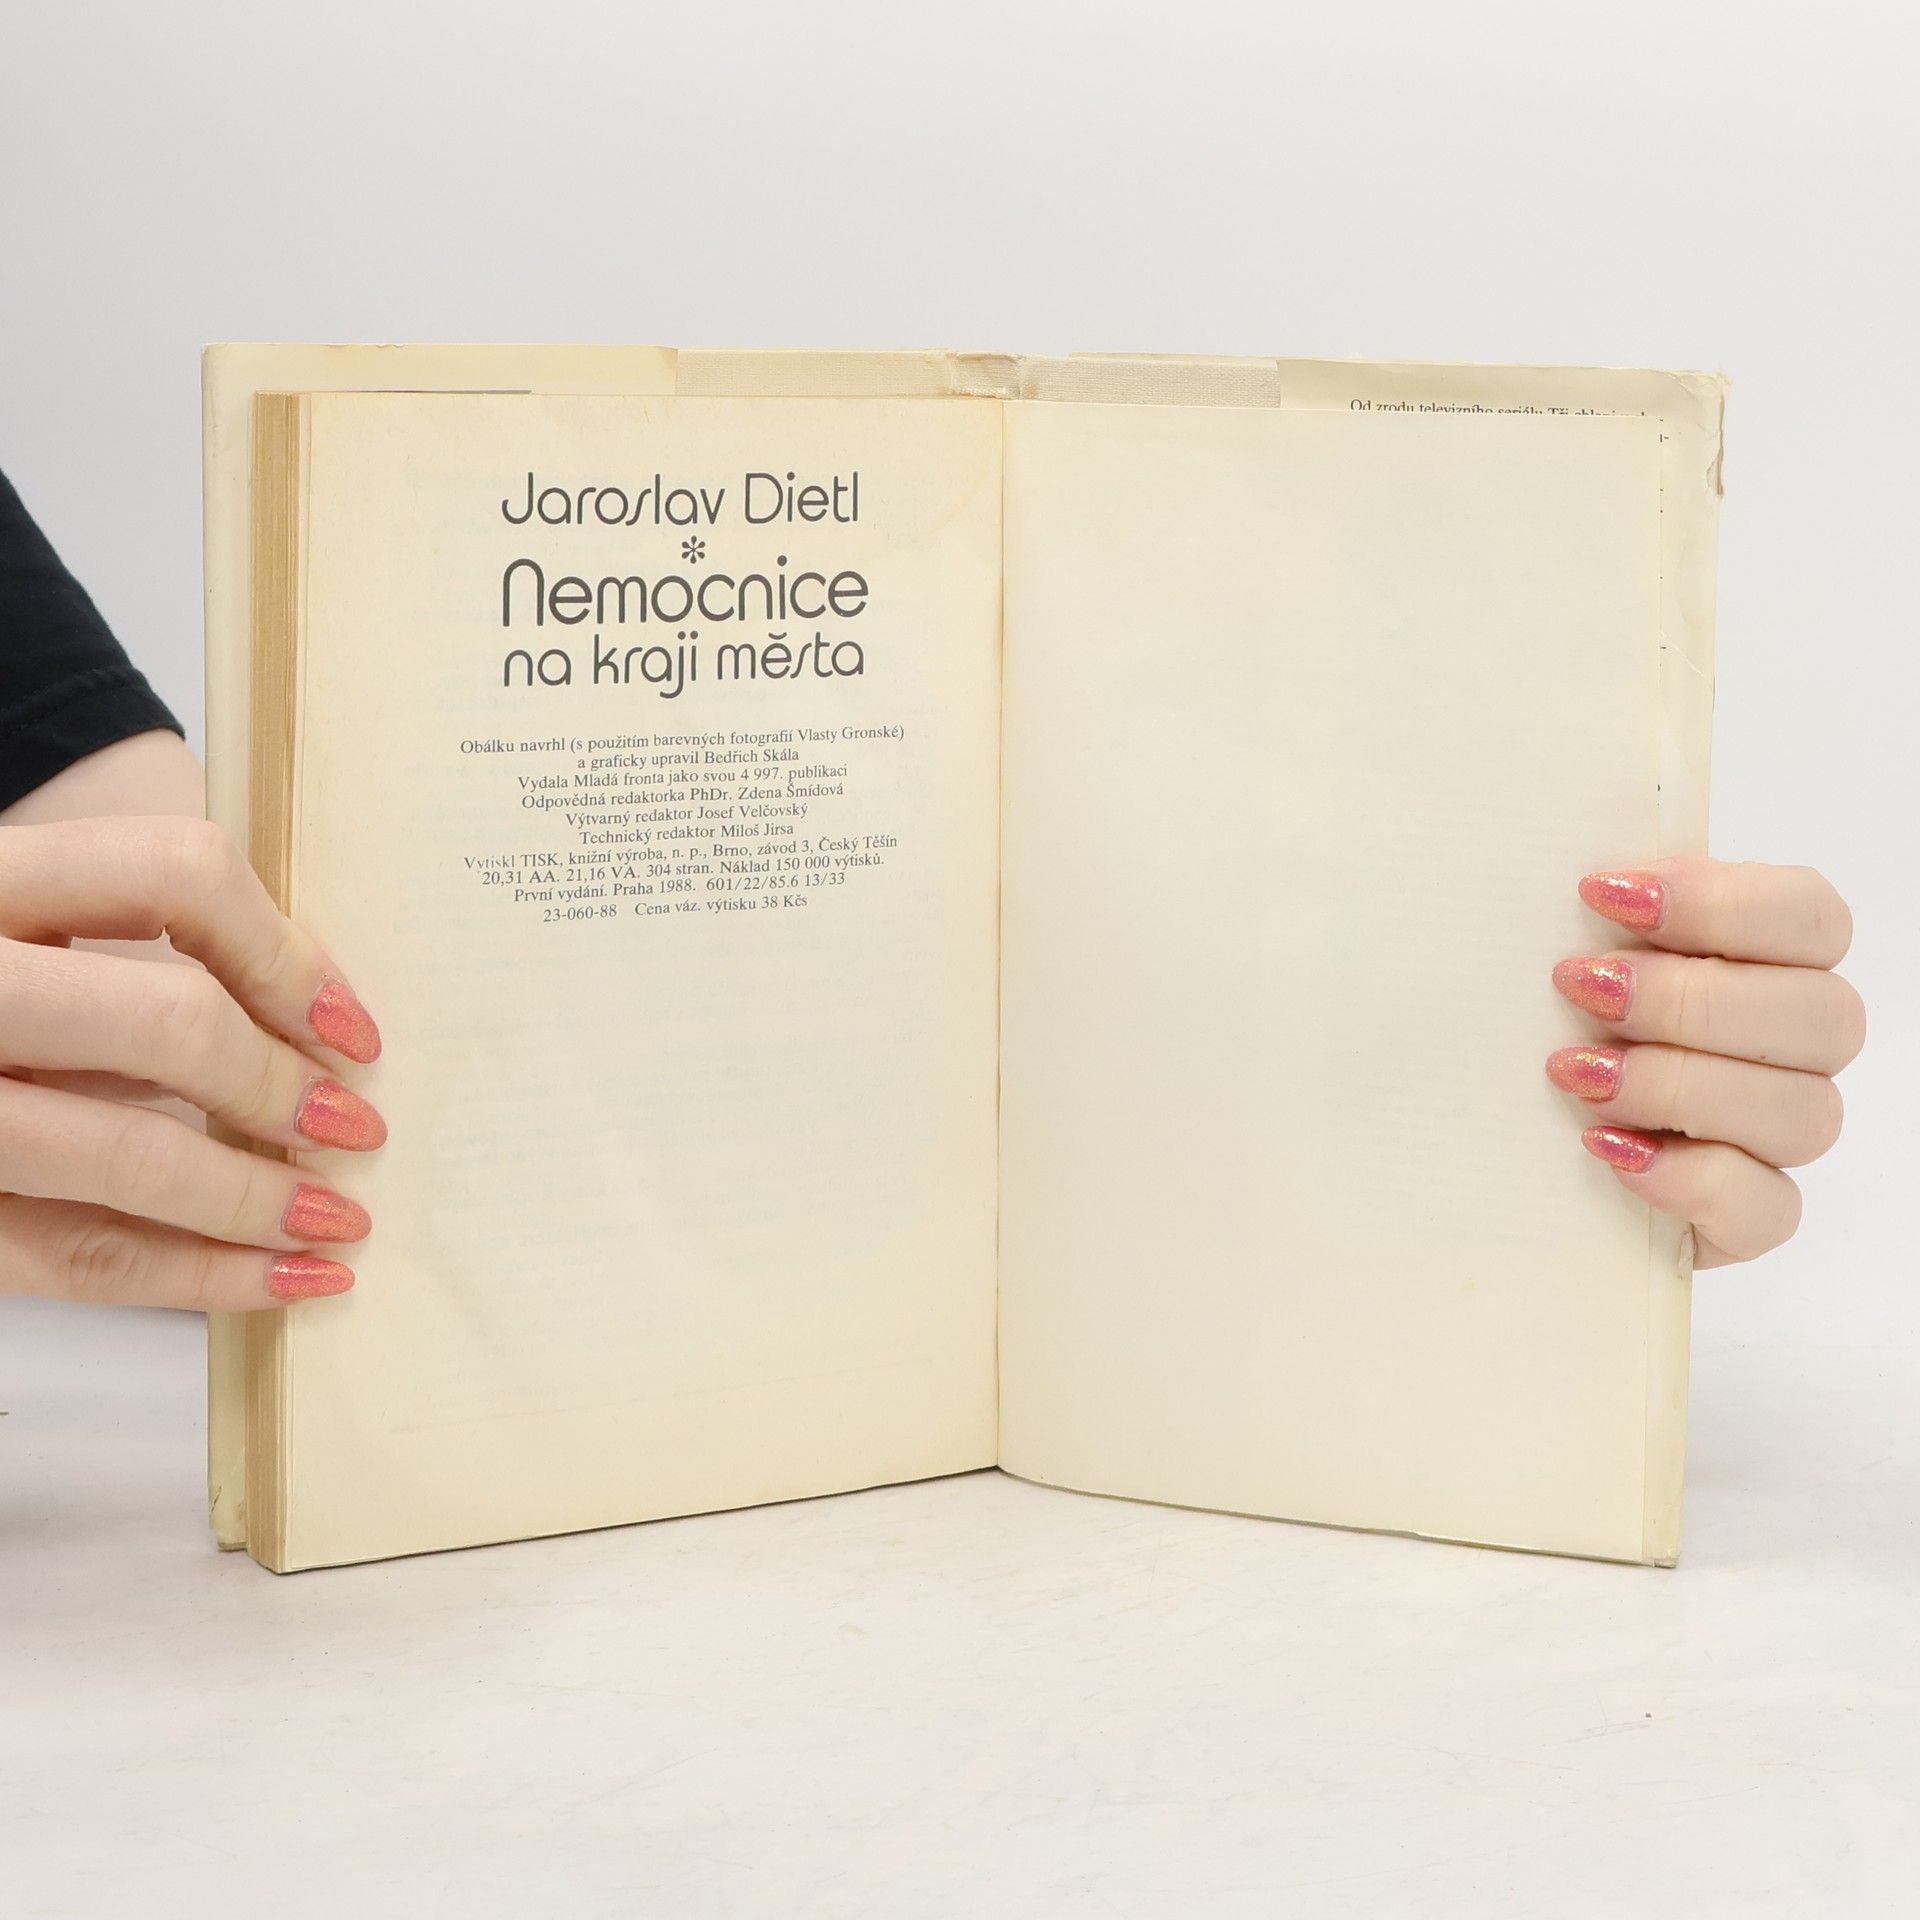 Jaroslav Dietl
*
Nemocnice
na kraji města
Obálku navrhl (s použitím barevných fotografií Vlasty Gronské)
a graficky upravil Bedřich Skála
Vydala Mladá fronta jako svou 4 997. publikaci
Odpovědná redaktorka PhDr. Zdena Šmídová
Výtvarný redaktor Josef Velčovský
Technický redaktor Miloš Jirsa
Vytiskl TISK, knižní výroba, n. p., Brno, závod 3, Český Těšín
20,31 AA. 21,16 VA. 304 stran. Náklad 150 000 výtisků.
První vydání. Praha 1988. 601/22/85.6 13/33
23-060-88 Cena váz. výtisku 38 Kčs
Od zrodu televizního seriálu Tři